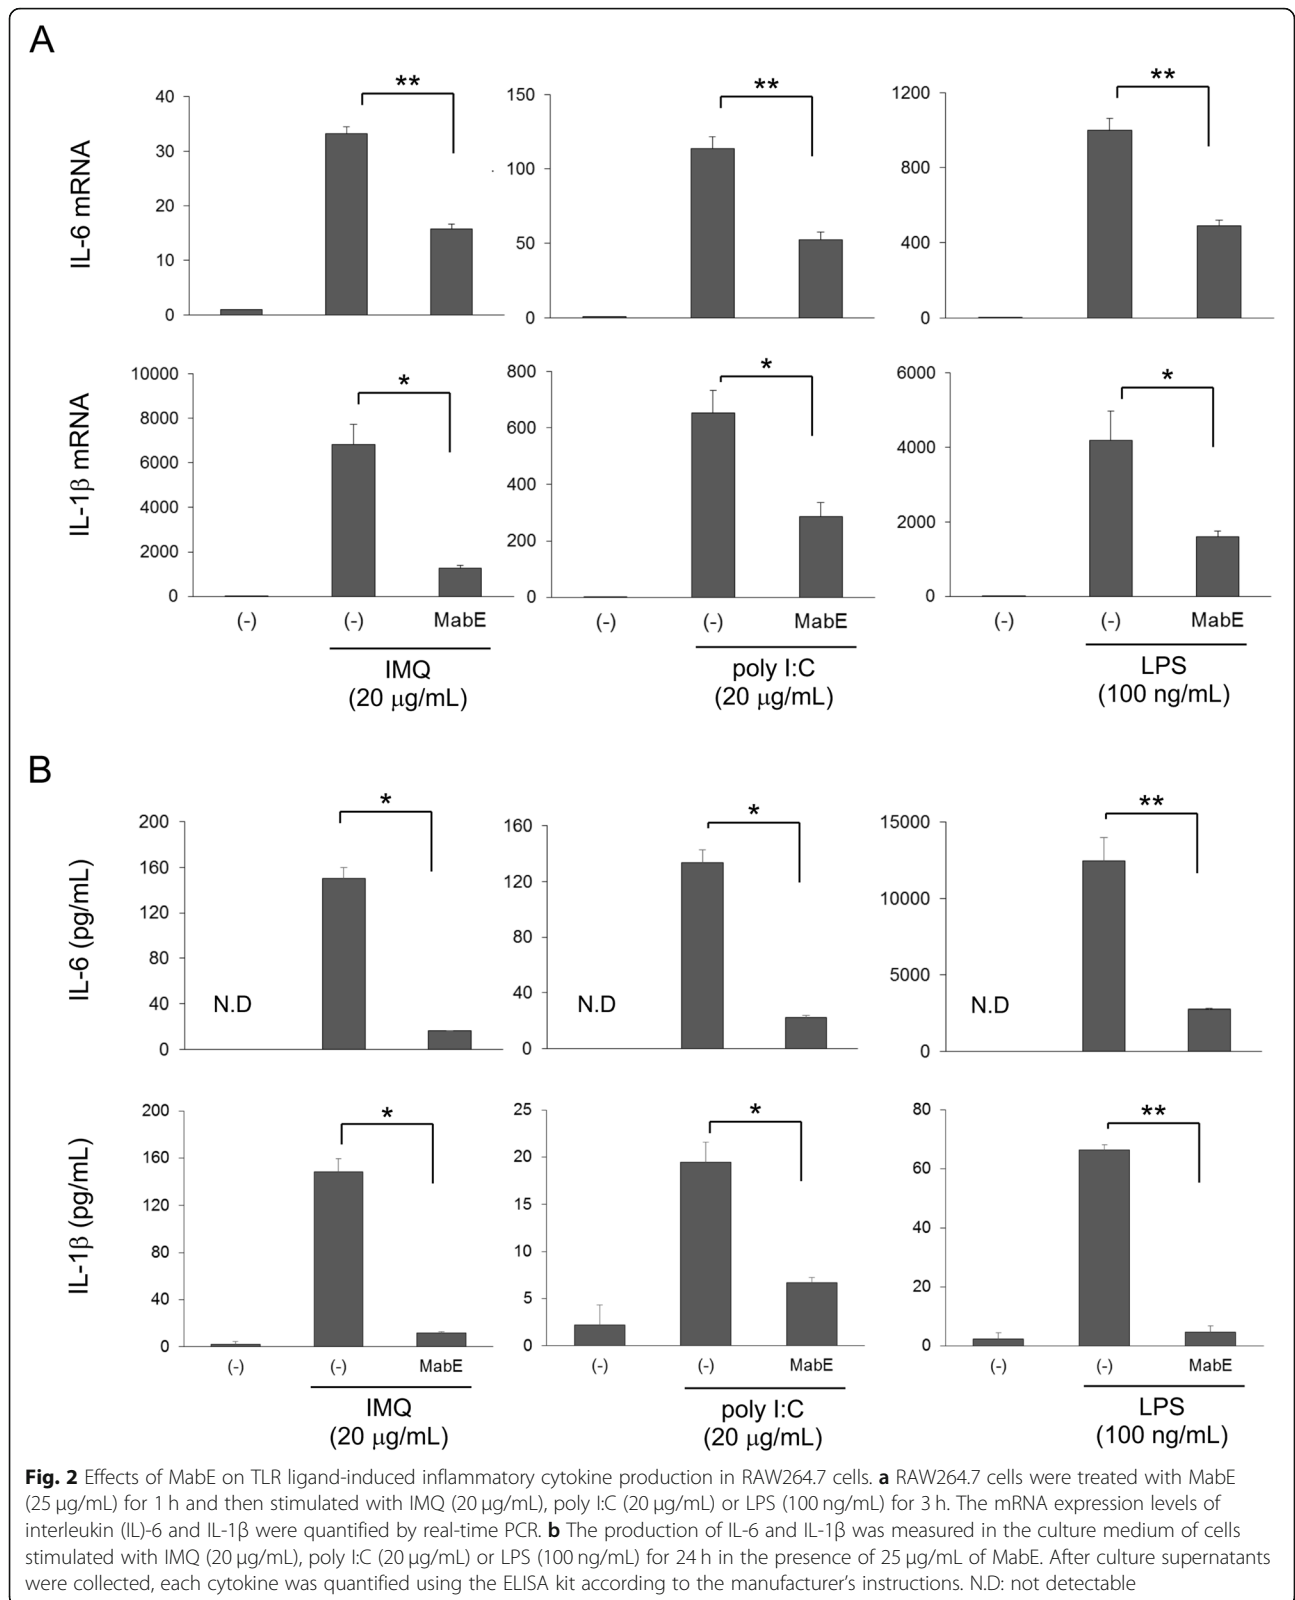 A
** ** **
IL-6 mRNA
40
30
20
10
0
150
100
50
0
1200
800
400
0
* * *
IL-1β mRNA
10000
8000
6000
4000
2000
0
800
600
400
200
0
6000
4000
2000
0
(-) (-) MabE (-) (-) MabE (-) (-) MabE
IMQ poly I:C LPS
(20 μg/mL) (20 μg/mL) (100 ng/mL)
B
* * **
IL-6 (pg/mL)
200
160
120
80
40
0
N.D
160
120
80
40
0
N.D
15000
10000
5000
0
N.D
* * **
IL-1β (pg/mL)
200
160
120
80
40
0
25
20
15
10
5
0
80
60
40
20
0
(-) (-) MabE (-) (-) MabE (-) (-) MabE
IMQ poly I:C LPS
(20 μg/mL) (20 μg/mL) (100 ng/mL)
Fig. 2 Effects of MabE on TLR ligand-induced inflammatory cytokine production in RAW264.7 cells. a RAW264.7 cells were treated with MabE
(25 μg/mL) for 1 h and then stimulated with IMQ (20 μg/mL), poly I:C (20 μg/mL) or LPS (100 ng/mL) for 3 h. The mRNA expression levels of
interleukin (IL)-6 and IL-1β were quantified by real-time PCR. b The production of IL-6 and IL-1β was measured in the culture medium of cells
stimulated with IMQ (20 μg/mL), poly I:C (20 μg/mL) or LPS (100 ng/mL) for 24 h in the presence of 25 μg/mL of MabE. After culture supernatants
were collected, each cytokine was quantified using the ELISA kit according to the manufacturer's instructions. N.D: not detectable